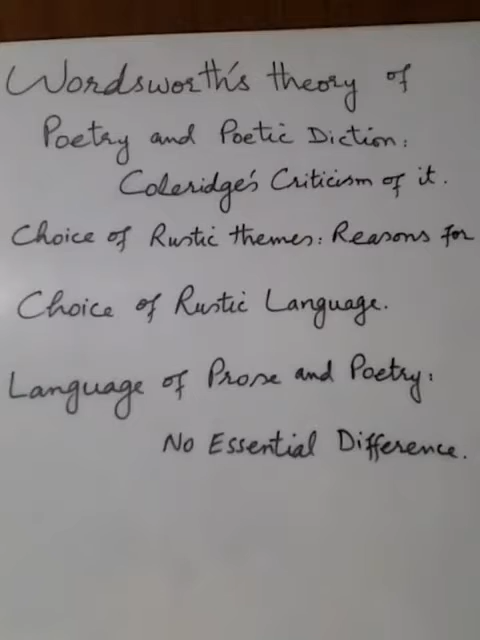 Wordsworth's theory of
Poetry and Poetic Diction:
Coleridge's Criticism of it.
Choice of Rustic themes: Reasons for
Choice of Rustic Language.
Language of Prose and Poetry:
No Essential Difference.